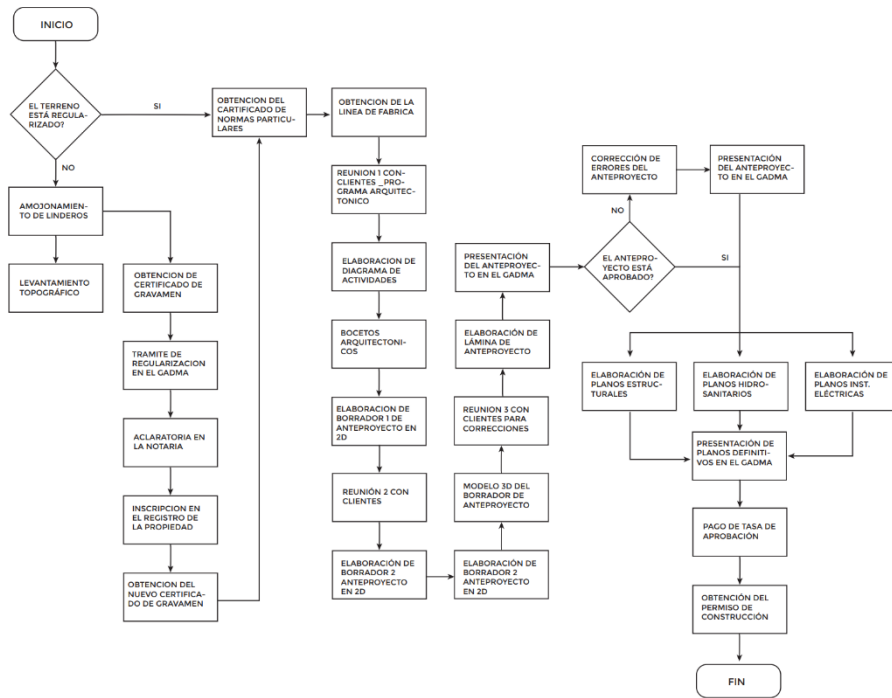 INICIO
EL TERRENO
ESTÁ REGULA-
RIZADO?
SI
NO
AMOJONAMIEN-
TO DE LINDEROS
LEVANTAMIENTO
TOPOGRÁFICO
OBTENCION DE
CERTIFICADO DE
GRAVAMEN
TRAMITE DE
REGULARIZACION
EN EL GADMA
ACLARATORIA EN
LA NOTARIA
INSCRIPCION EN
EL REGISTRO DE
LA PROPIEDAD
OBTENCION DEL
NUEVO CERTIFICA-
DO DE GRAVAMEN
OBTENCION DEL
CARTIFICADO DE
NORMAS PARTICU-
LARES
OBTENCION DE LA
LINEA DE FABRICA
REUNION 1 CON-
CLIENTES _PRO-
GRAMA ARQUITEC-
TONICO
ELABORACION DE
DIAGRAMA DE
ACTIVIDADES
BOCETOS
ARQUITECTONI-
COS
ELABORACION DE
BORRADOR 1 DE
ANTEPROYECTO EN 2D
REUNIÓN 2 CON
CLIENTES
ELABORACIÓN DE
BORRADOR 2
ANTEPROYECTO
EN 2D
ELABORACIÓN DE
BORRADOR 2
ANTEPROYECTO
EN 2D
MODELO 3D DEL
BORRADOR DE
ANTEPROYECTO
REUNION 3 CON
CLIENTES PARA
CORRECCIONES
ELABORACIÓN DE
LÁMINA DE
ANTEPROYECTO
PRESENTACIÓN
DEL ANTEPROYEC-
TO EN EL GADMA
EL ANTEPRO-
YECTO ESTÁ
APROBADO?
NO
SI
CORRECCIÓN DE
ERRORES DEL
ANTEPROYECTO
PRESENTACIÓN
DEL ANTEPROYEC-
TO EN EL GADMA
ELABORACIÓN DE
PLANOS ESTRUC-
TURALES
ELABORACIÓN DE
PLANOS HIDRO-
SANITARIOS
ELABORACIÓN DE
PLANOS INST.
ELÉCTRICAS
PRESENTACIÓN DE
PLANOS DEFINITI-
VOS EN EL GADMA
PAGO DE TASA DE
APROBACIÓN
OBTENCIÓN DEL
PERMISO DE
CONSTRUCCIÓN
FIN